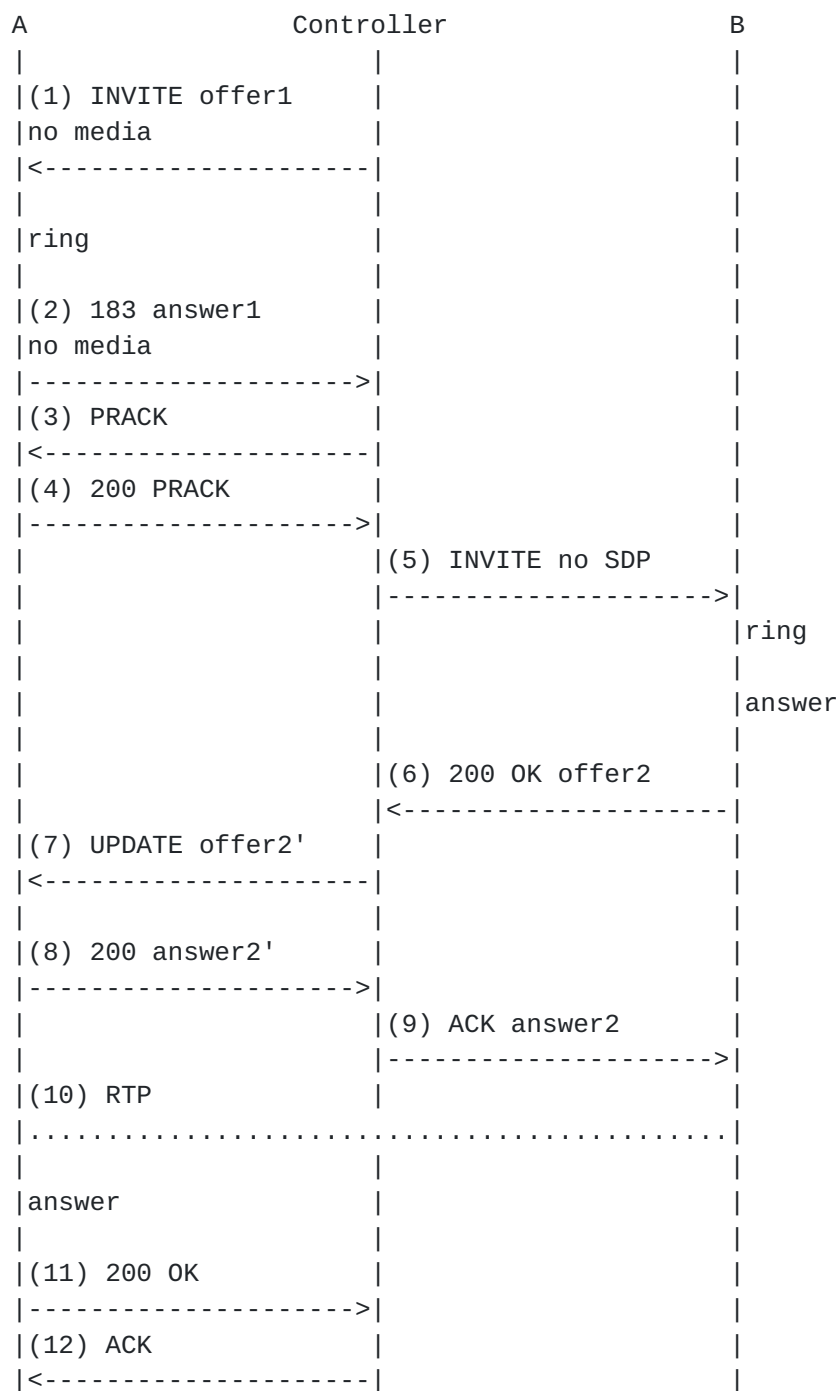 A Controller B
(1) INVITE offer1
no media
ring
(2) 183 answer1
no media
(3) PRACK
(4) 200 PRACK
(5) INVITE no SDP
ring
answer
(6) 200 OK offer2
(7) UPDATE offer2'
(8) 200 answer2'
(9) ACK answer2
(10) RTP
answer
(11) 200 OK
(12) ACK